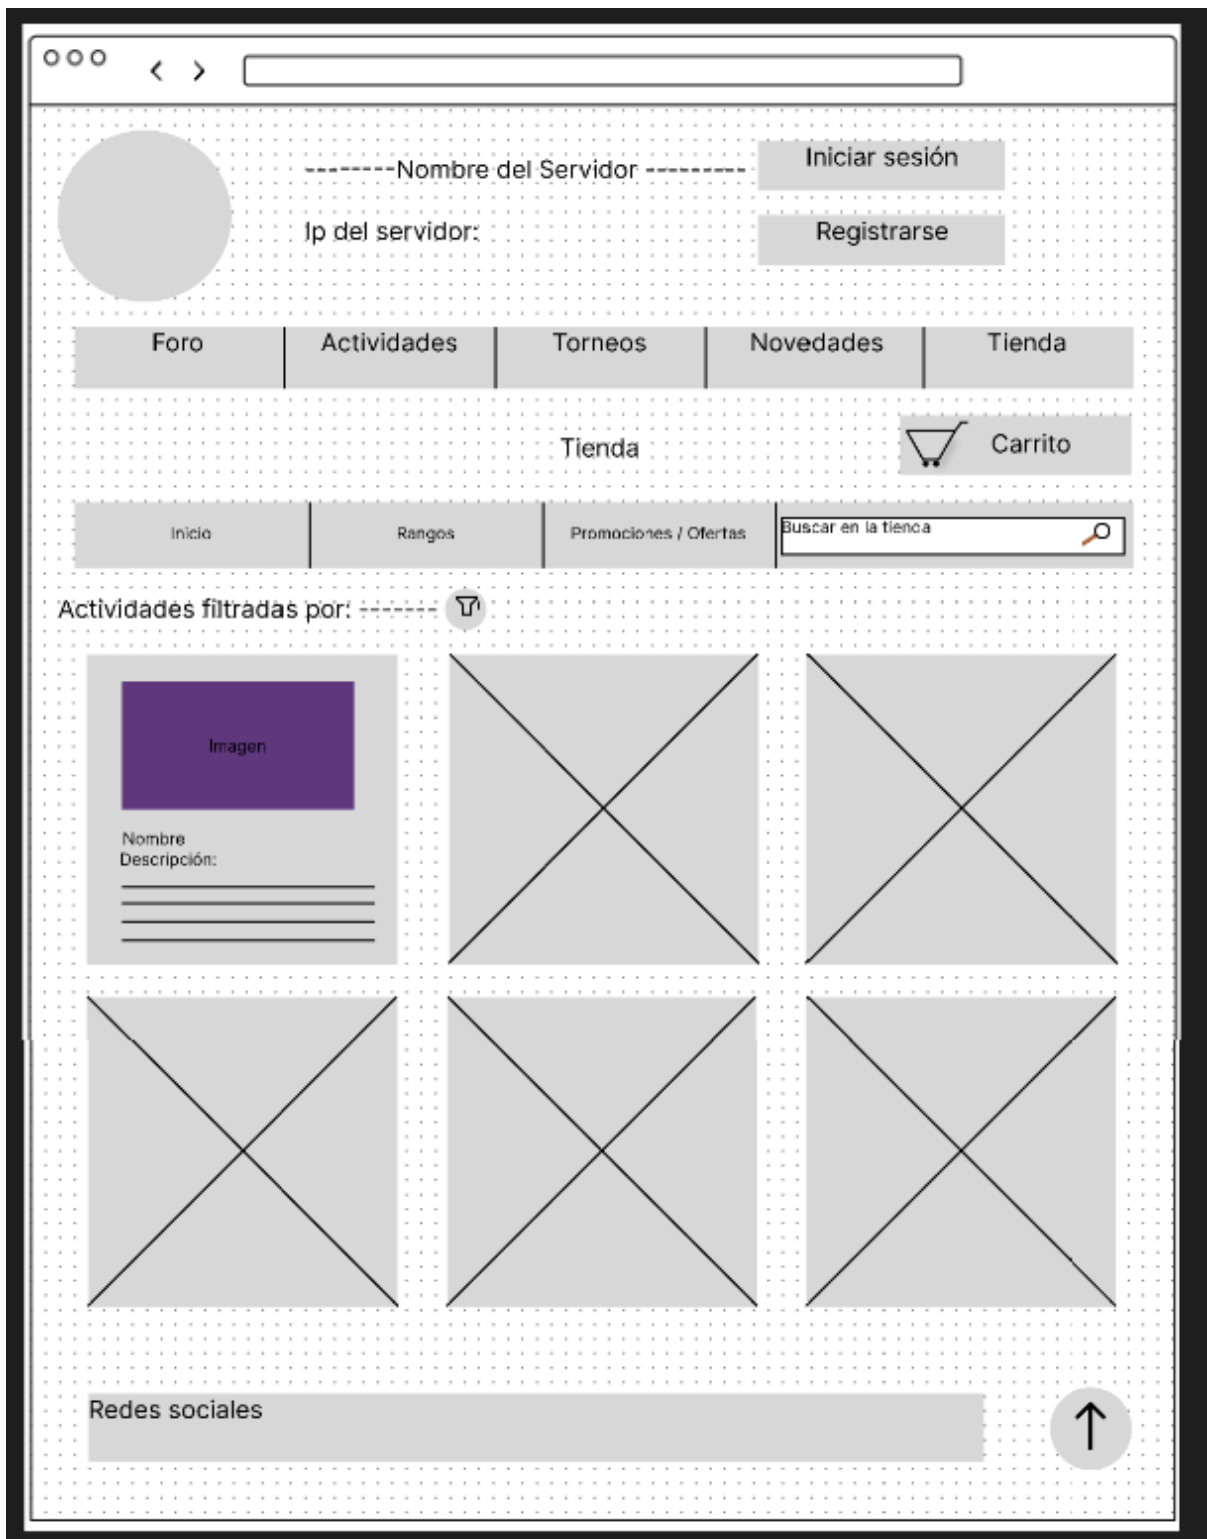 --------Nombre del Servidor ---------
Iniciar sesión
Ip del servidor:
Registrarse
Foro
Actividades
Torneos
Novedades
Tienda
Tienda
Carrito
Inicio
Rangos
Promociones / Ofertas
Buscar en la tienda
Actividades filtradas por: -------
Imagen
Nombre
Descripción:
Redes sociales